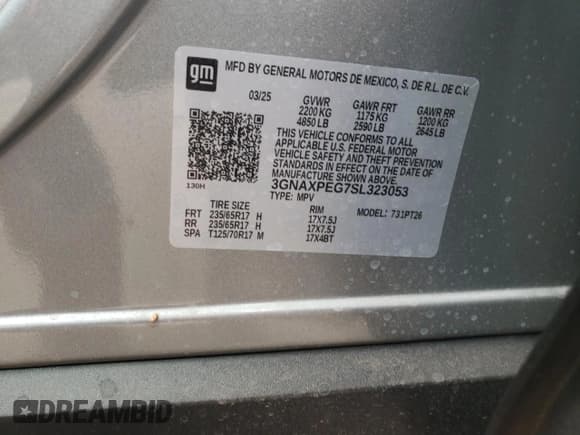 gm
MFD BY GENERAL MOTORS DE MEXICO, S. DE R.L. DE C.V.
03/25 GVWR GAWR FRT GAWR RR
2200 KG 1175 KG 1200 KG
4850 LB 2590 LB 2645 LB
THIS VEHICLE CONFORMS TO ALL
APPLICABLE U.S. FEDERAL MOTOR
VEHICLE SAFETY AND THEFT PREVENTION
STANDARDS IN EFFECT ON THE DATE OF
MANUFACTURE SHOWN ABOVE.
130H
3GNAXPEG7SL323053
TYPE: MPV
TIRE SIZE RIM MODEL: 731PT26
FRT 235/65R17 H 17X7.5J
RR 235/65R17 H 17X7.5J
SPA T125/70R17 M 17X4BT
DREAMBID